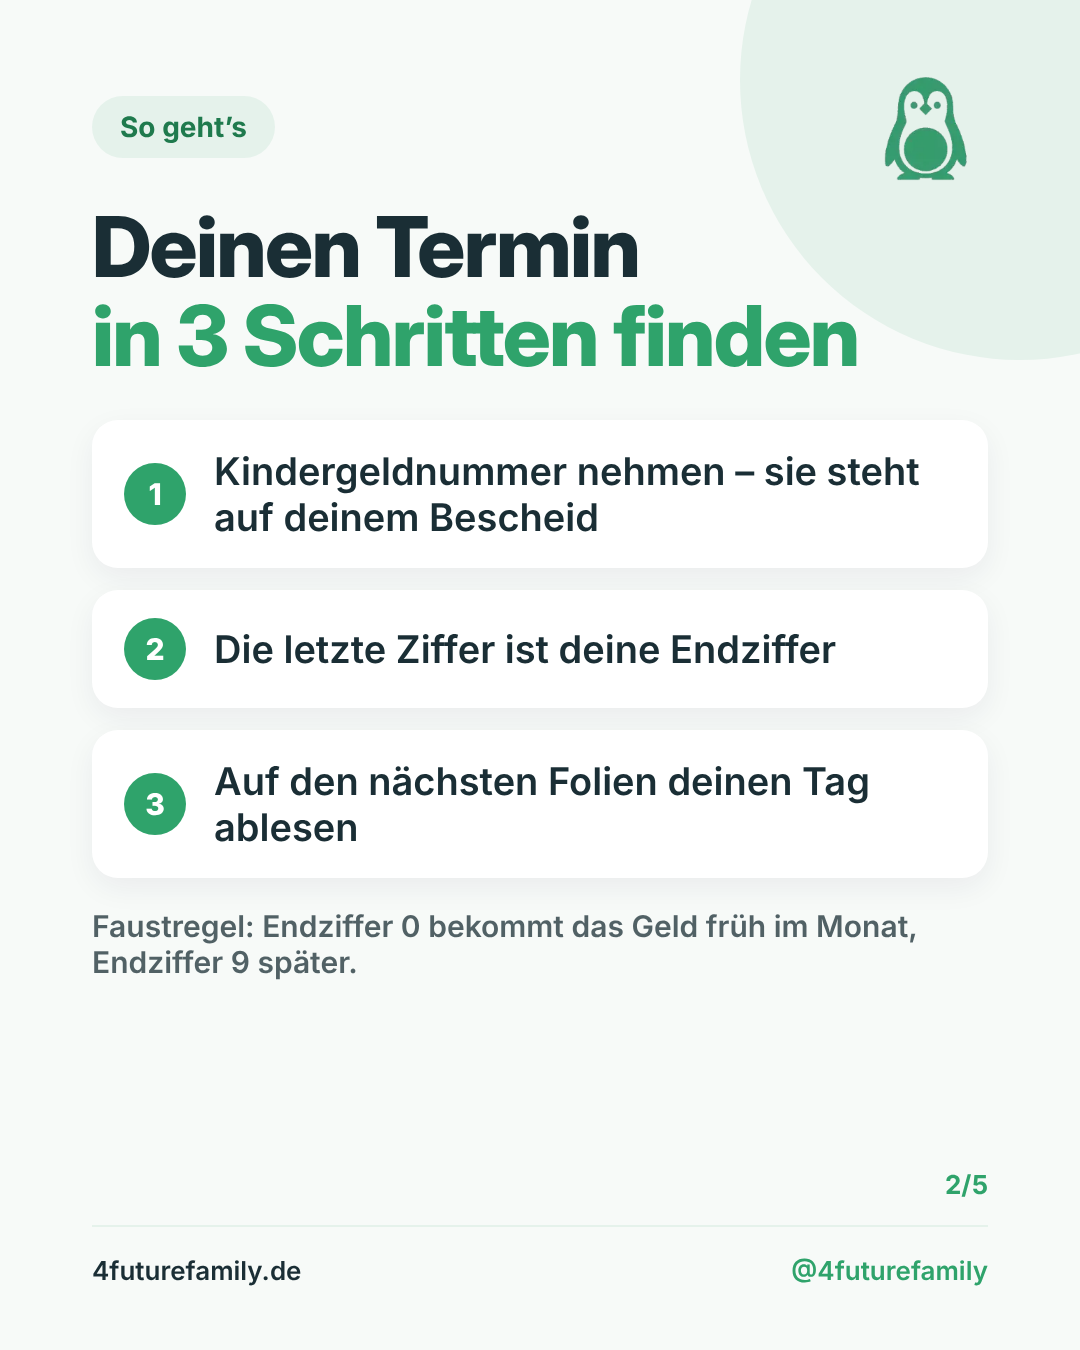 So geht’s
Deinen Termin
in 3 Schritten finden
1
Kindergeldnummer nehmen – sie steht
auf deinem Bescheid
2
Die letzte Ziffer ist deine Endziffer
3
Auf den nächsten Folien deinen Tag
ablesen
Faustregel: Endziffer 0 bekommt das Geld früh im Monat,
Endziffer 9 später.
2/5
4futurefamily.de
@4futurefamily